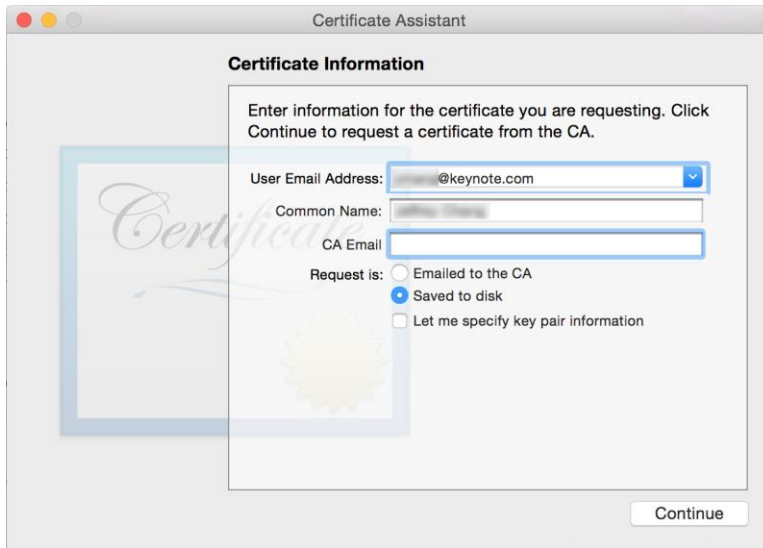 Certificate Assistant
Certificate Information
Enter information for the certificate you are requesting. Click
Continue to request a certificate from the CA.
User Email Address: @keynote.com
Common Name:
CA Email
Request is: Emailed to the CA
Saved to disk
Let me specify key pair information
Certificate
Continue